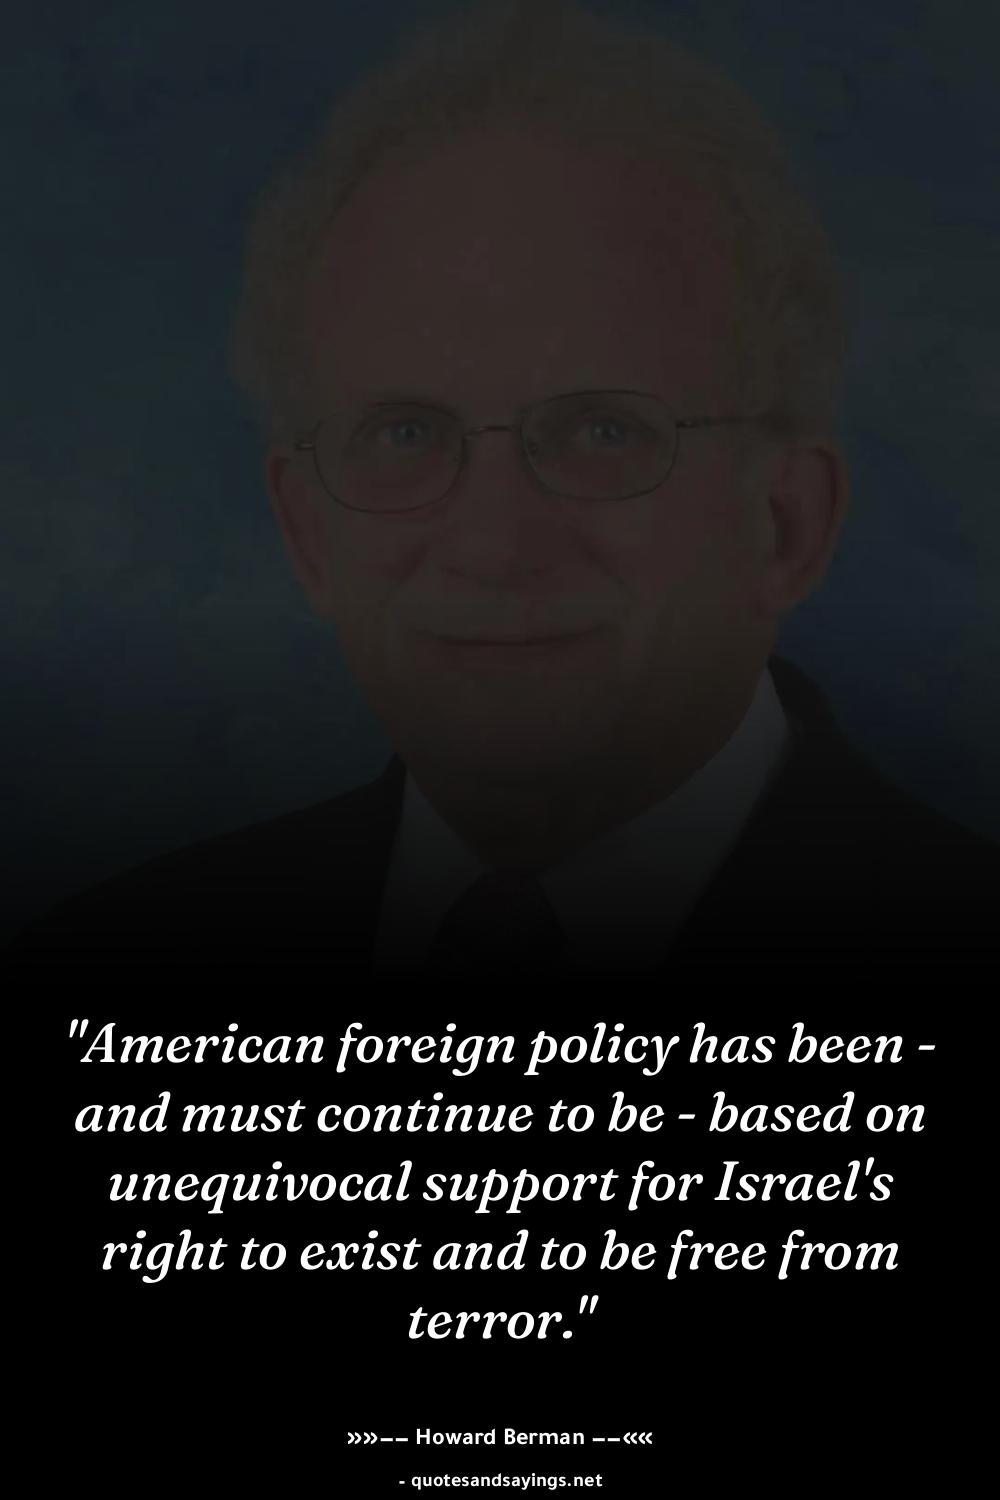 "American foreign policy has been -
and must continue to be - based on
unequivocal support for Israel's
right to exist and to be free from
terror."
»»−− Howard Berman −−««
- quotesandsayings.net